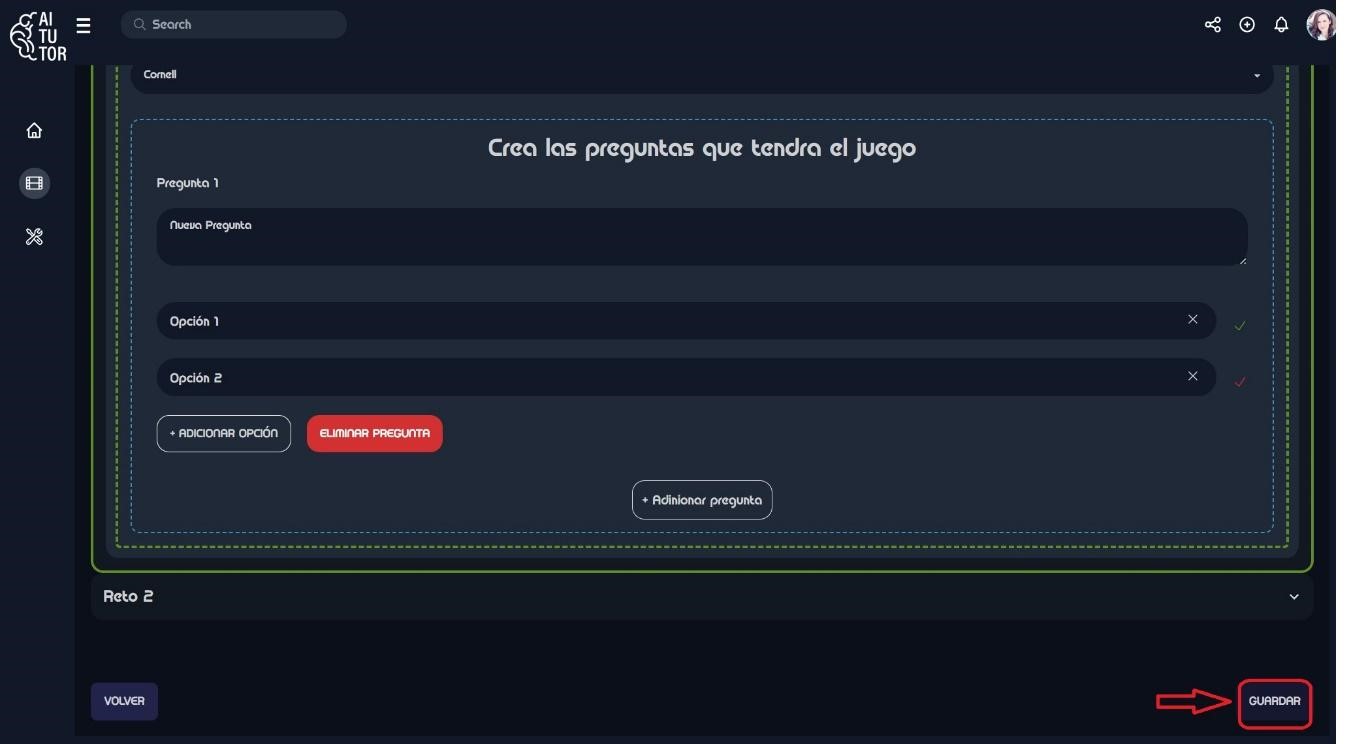 AI
TU
TOR
Search
Cornell
Crea las preguntas que tendra el juego
Pregunta 1
Nueva Pregunta
Opción 1
Opción 2
+ ADICIONAR OPCIÓN
ELIMINAR PREGUNTA
+ Adinionar pregunta
Reto 2
VOLVER
GUARDAR